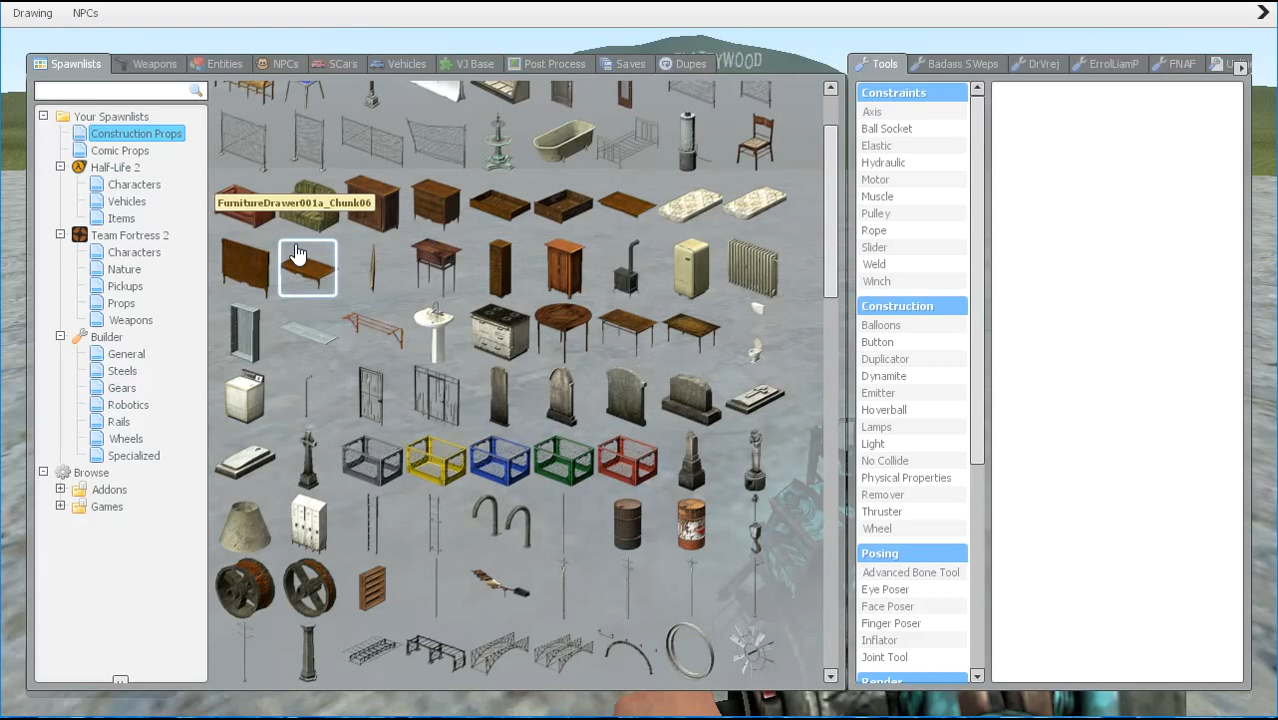 Drawing NPCs
FLATTYWOOD
Spawnlists Weapons Entities NPCs SCars Vehicles VJ Base Post Process Saves Dupes
Tools Badass SWeps DrVrej ErrolLiamP FNAF
Your Spawnlists
Construction Props
Comic Props
Half-Life 2
Characters
Vehicles
Items
Team Fortress 2
Characters
Nature
Pickups
Props
Weapons
Builder
General
Steels
Gears
Robotics
Rails
Wheels
Specialized
Browse
Addons
Games
FurnitureDrawer001a_Chunk06
Constraints
Axis
Ball Socket
Elastic
Hydraulic
Motor
Muscle
Pulley
Rope
Slider
Weld
Winch
Construction
Balloons
Button
Duplicator
Dynamite
Emitter
Hoverball
Lamps
Light
No Collide
Physical Properties
Remover
Thruster
Wheel
Posing
Advanced Bone Tool
Eye Poser
Face Poser
Finger Poser
Inflator
Joint Tool
Render